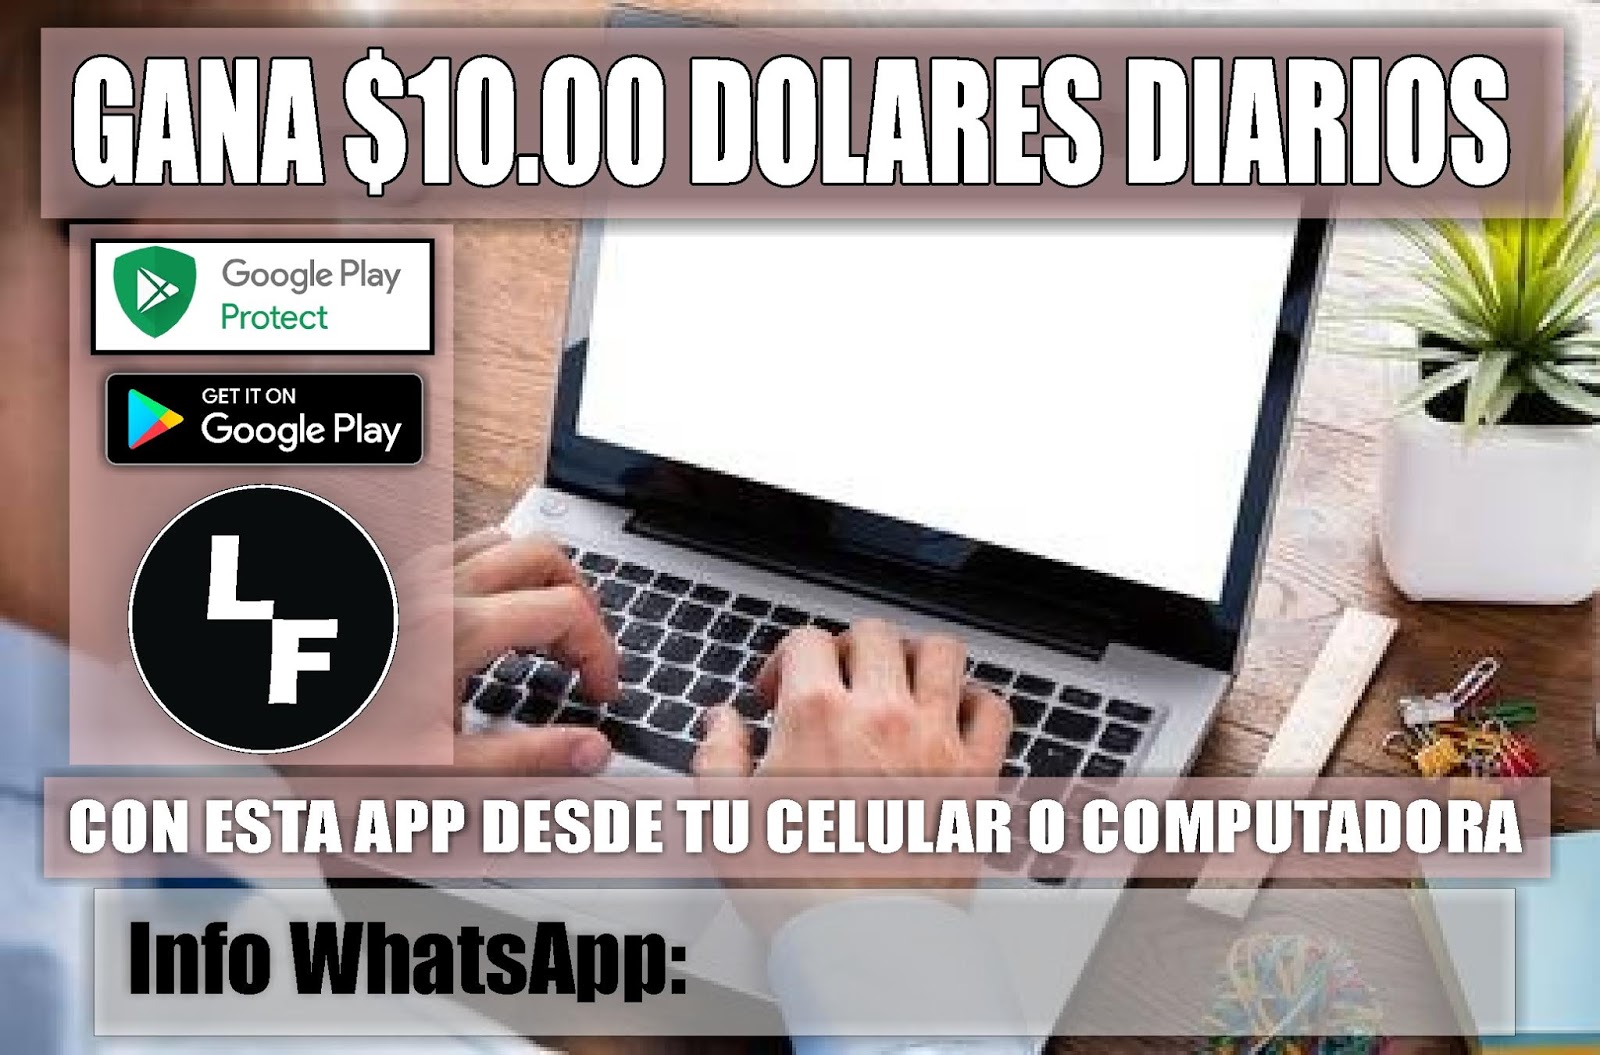 GANA $10.00 DOLARES DIARIOS
Google Play
Protect
GET IT ON
Google Play
L
F
CON ESTA APP DESDE TU CELULAR O COMPUTADORA
Info WhatsApp: